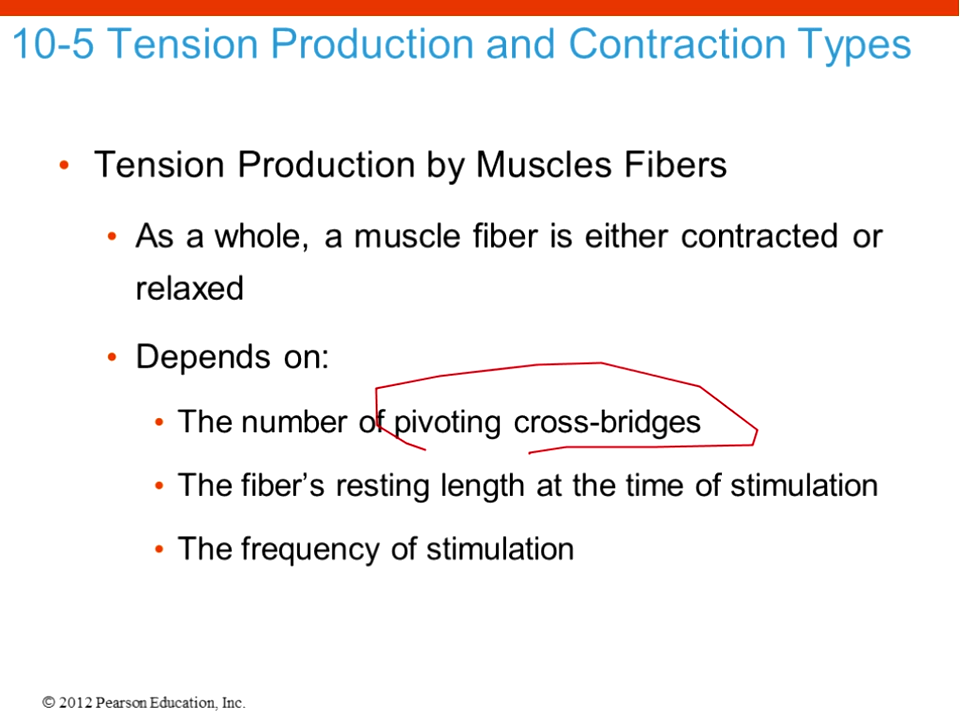 10-5 Tension Production and Contraction Types
• Tension Production by Muscles Fibers
• As a whole, a muscle fiber is either contracted or
relaxed
• Depends on:
• The number of pivoting cross-bridges
• The fiber’s resting length at the time of stimulation
• The frequency of stimulation
© 2012 Pearson Education, Inc.